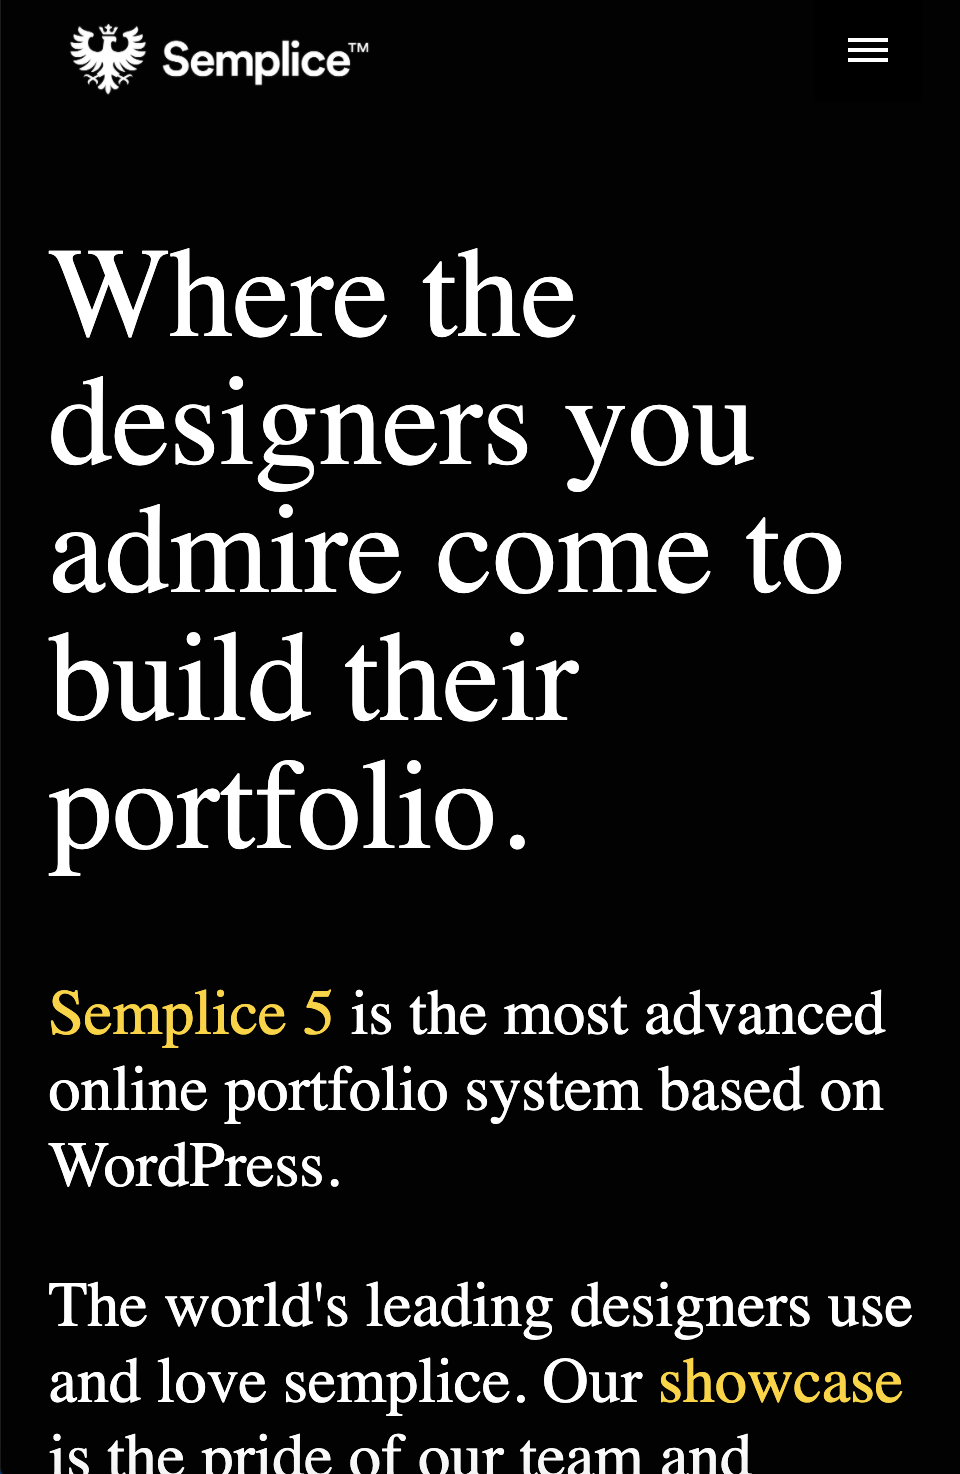 Semplice™
Where the
designers you
admire come to
build their
portfolio.
Semplice 5 is the most advanced
online portfolio system based on
WordPress.
The world's leading designers use
and love semplice. Our showcase
is the pride of our team and